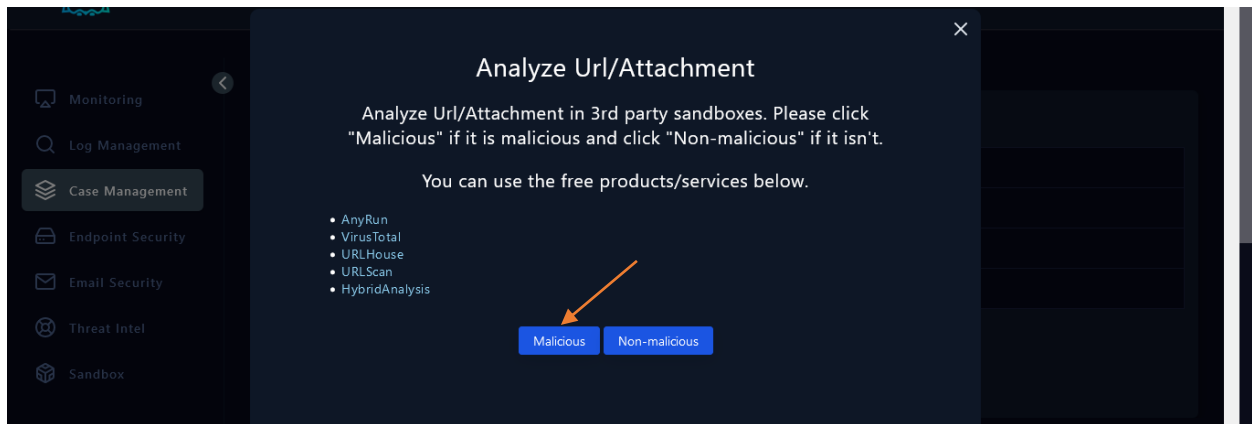 Analyze Url/Attachment
Analyze Url/Attachment in 3rd party sandboxes. Please click
"Malicious" if it is malicious and click "Non-malicious" if it isn't.
You can use the free products/services below.
• AnyRun
• VirusTotal
• URLHouse
• URLScan
• HybridAnalysis
Malicious
Non-malicious
Monitoring
Log Management
Case Management
Endpoint Security
Email Security
Threat Intel
Sandbox